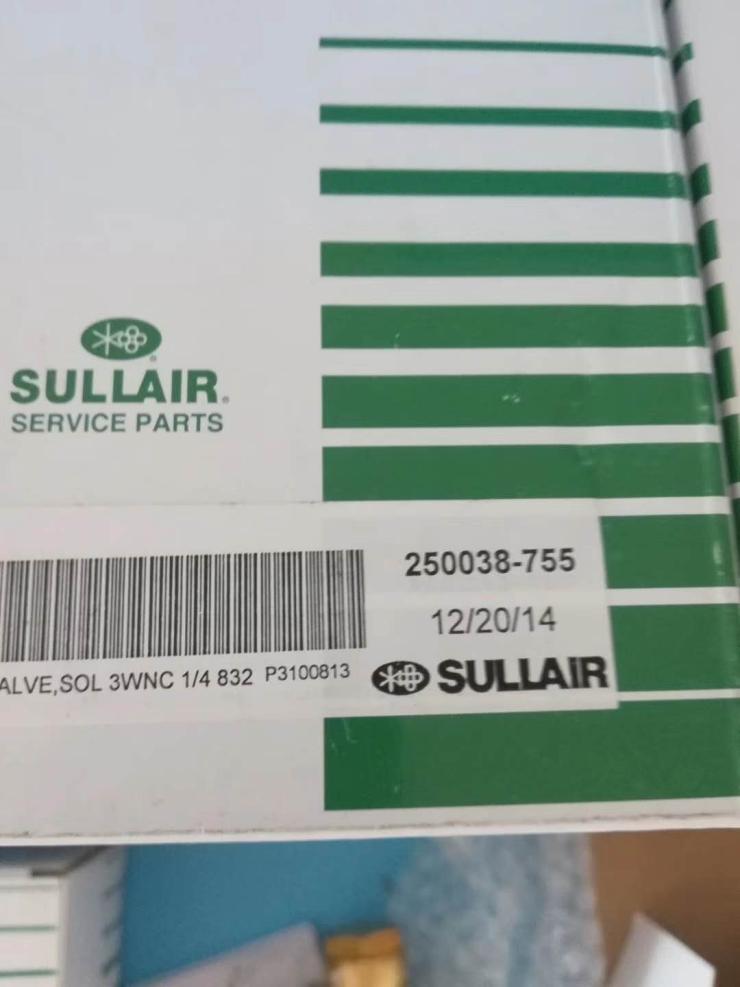 SULLAIR®
SERVICE PARTS
250038-755
12/20/14
ALVE,SOL 3WNC 1/4 832 P3100813
SULLAIR